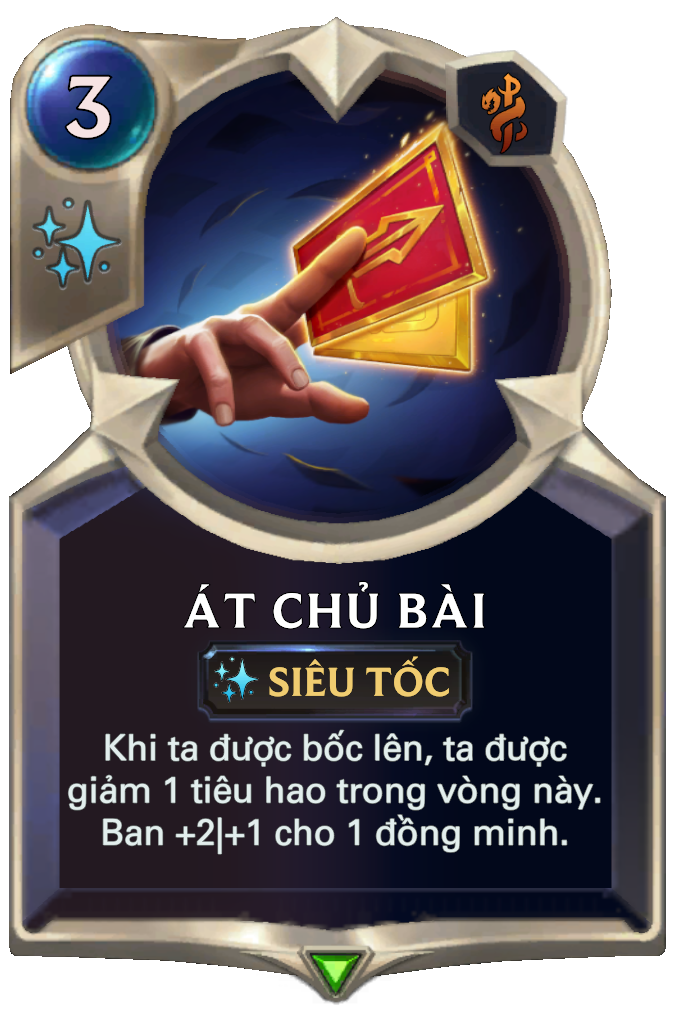 3
ÁT CHỦ BÀI
SIÊU TỐC
Khi ta được bốc lên, ta được
giảm 1 tiêu hao trong vòng này.
Ban +2|+1 cho 1 đồng minh.